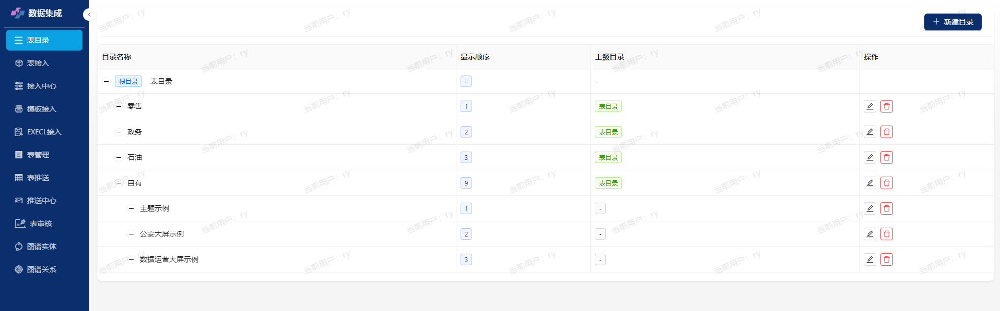 数据集成
表目录
表接入
接入中心
模板接入
EXECL接入
表管理
表推送
推送中心
表审核
图谱实体
图谱关系
新建目录
目录名称 显示顺序 上级目录 操作
根目录 表目录 - -
零售 1 表目录
政务 2 表目录
石油 3 表目录
自有 9 表目录
主题示例 1 -
公安大屏示例 2 -
数据运营大屏示例 3 -
当前用户：ry